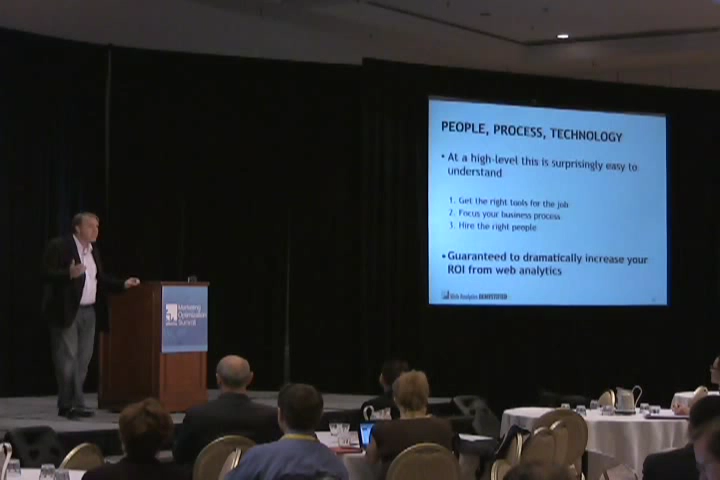 PEOPLE, PROCESS, TECHNOLOGY
• At a high-level this is surprisingly easy to
understand
1. Get the right tools for the job
2. Focus your business process
3. Hire the right people
•Guaranteed to dramatically increase your
ROI from web analytics
Web Analytics DEMYSTIFIED
Marketing
Optimization
Summit